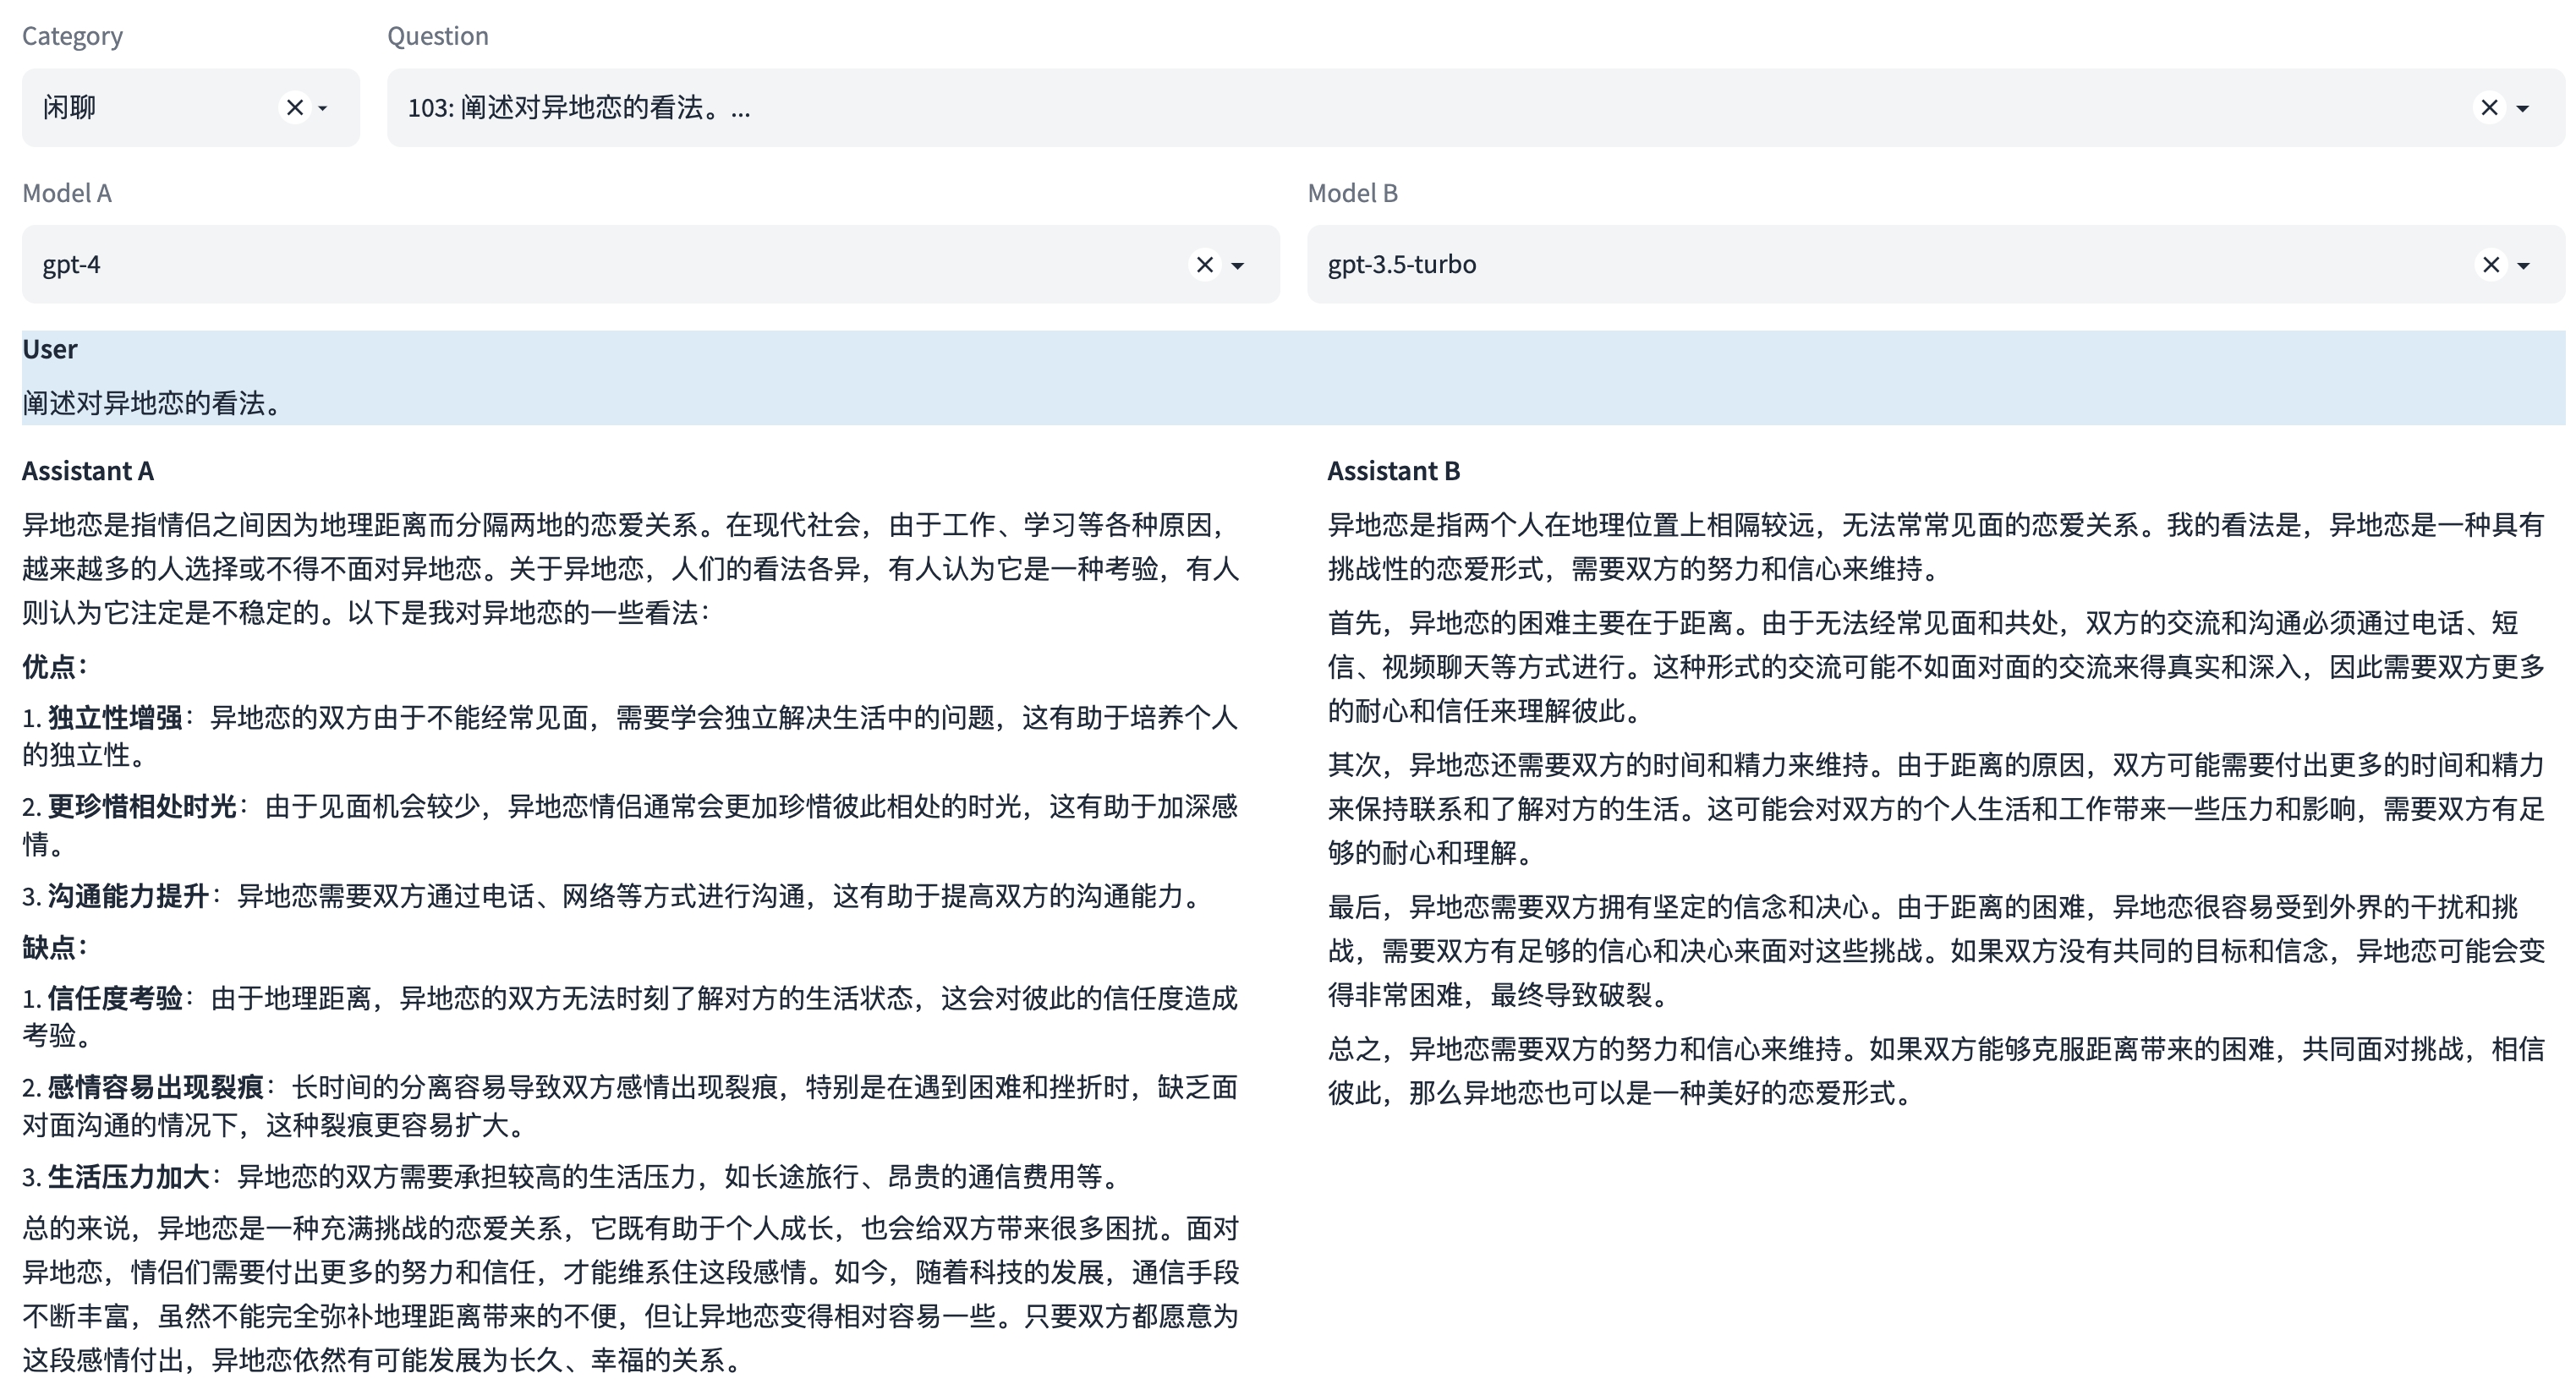 Category
Question
闲聊
103: 阐述对异地恋的看法。...
Model A
Model B
gpt-4
gpt-3.5-turbo
User
阐述对异地恋的看法。
Assistant A
异地恋是指情侣之间因为地理距离而分隔两地的恋爱关系。在现代社会，由于工作、学习等各种原因，
越来越多的人选择或不得不面对异地恋。关于异地恋，人们的看法各异，有人认为它是一种考验，有人
则认为它注定是不稳定的。以下是我对异地恋的一些看法：
优点：
1. 独立性增强：异地恋的双方由于不能经常见面，需要学会独立解决生活中的问题，这有助于培养个人
的独立性。
2. 更珍惜相处时光：由于见面机会较少，异地恋情侣通常会更加珍惜彼此相处的时光，这有助于加深感
情。
3. 沟通能力提升：异地恋需要双方通过电话、网络等方式进行沟通，这有助于提高双方的沟通能力。
缺点：
1. 信任度考验：由于地理距离，异地恋的双方无法时刻了解对方的生活状态，这会对彼此的信任度造成
考验。
2. 感情容易出现裂痕：长时间的分离容易导致双方感情出现裂痕，特别是在遇到困难和挫折时，缺乏面
对面沟通的情况下，这种裂痕更容易扩大。
3. 生活压力加大：异地恋的双方需要承担较高的生活压力，如长途旅行、昂贵的通信费用等。
总的来说，异地恋是一种充满挑战的恋爱关系，它既有助于个人成长，也会给双方带来很多困扰。面对
异地恋，情侣们需要付出更多的努力和信任，才能维系住这段感情。如今，随着科技的发展，通信手段
不断丰富，虽然不能完全弥补地理距离带来的不便，但让异地恋变得相对容易一些。只要双方都愿意为
这段感情付出，异地恋依然有可能发展为长久、幸福的关系。
Assistant B
异地恋是指两个人在地理位置上相隔较远，无法常常见面的恋爱关系。我的看法是，异地恋是一种具有
挑战性的恋爱形式，需要双方的努力和信心来维持。
首先，异地恋的困难主要在于距离。由于无法经常见面和共处，双方的交流和沟通必须通过电话、短
信、视频聊天等方式进行。这种形式的交流可能不如面对面的交流来得真实和深入，因此需要双方更多
的耐心和信任来理解彼此。
其次，异地恋还需要双方的时间和精力来维持。由于距离的原因，双方可能需要付出更多的时间和精力
来保持联系和了解对方的生活。这可能会对双方的个人生活和工作带来一些压力和影响，需要双方有足
够的耐心和理解。
最后，异地恋需要双方拥有坚定的信念和决心。由于距离的困难，异地恋很容易受到外界的干扰和挑
战，需要双方有足够的信心和决心来面对这些挑战。如果双方没有共同的目标和信念，异地恋可能会变
得非常困难，最终导致破裂。
总之，异地恋需要双方的努力和信心来维持。如果双方能够克服距离带来的困难，共同面对挑战，相信
彼此，那么异地恋也可以是一种美好的恋爱形式。